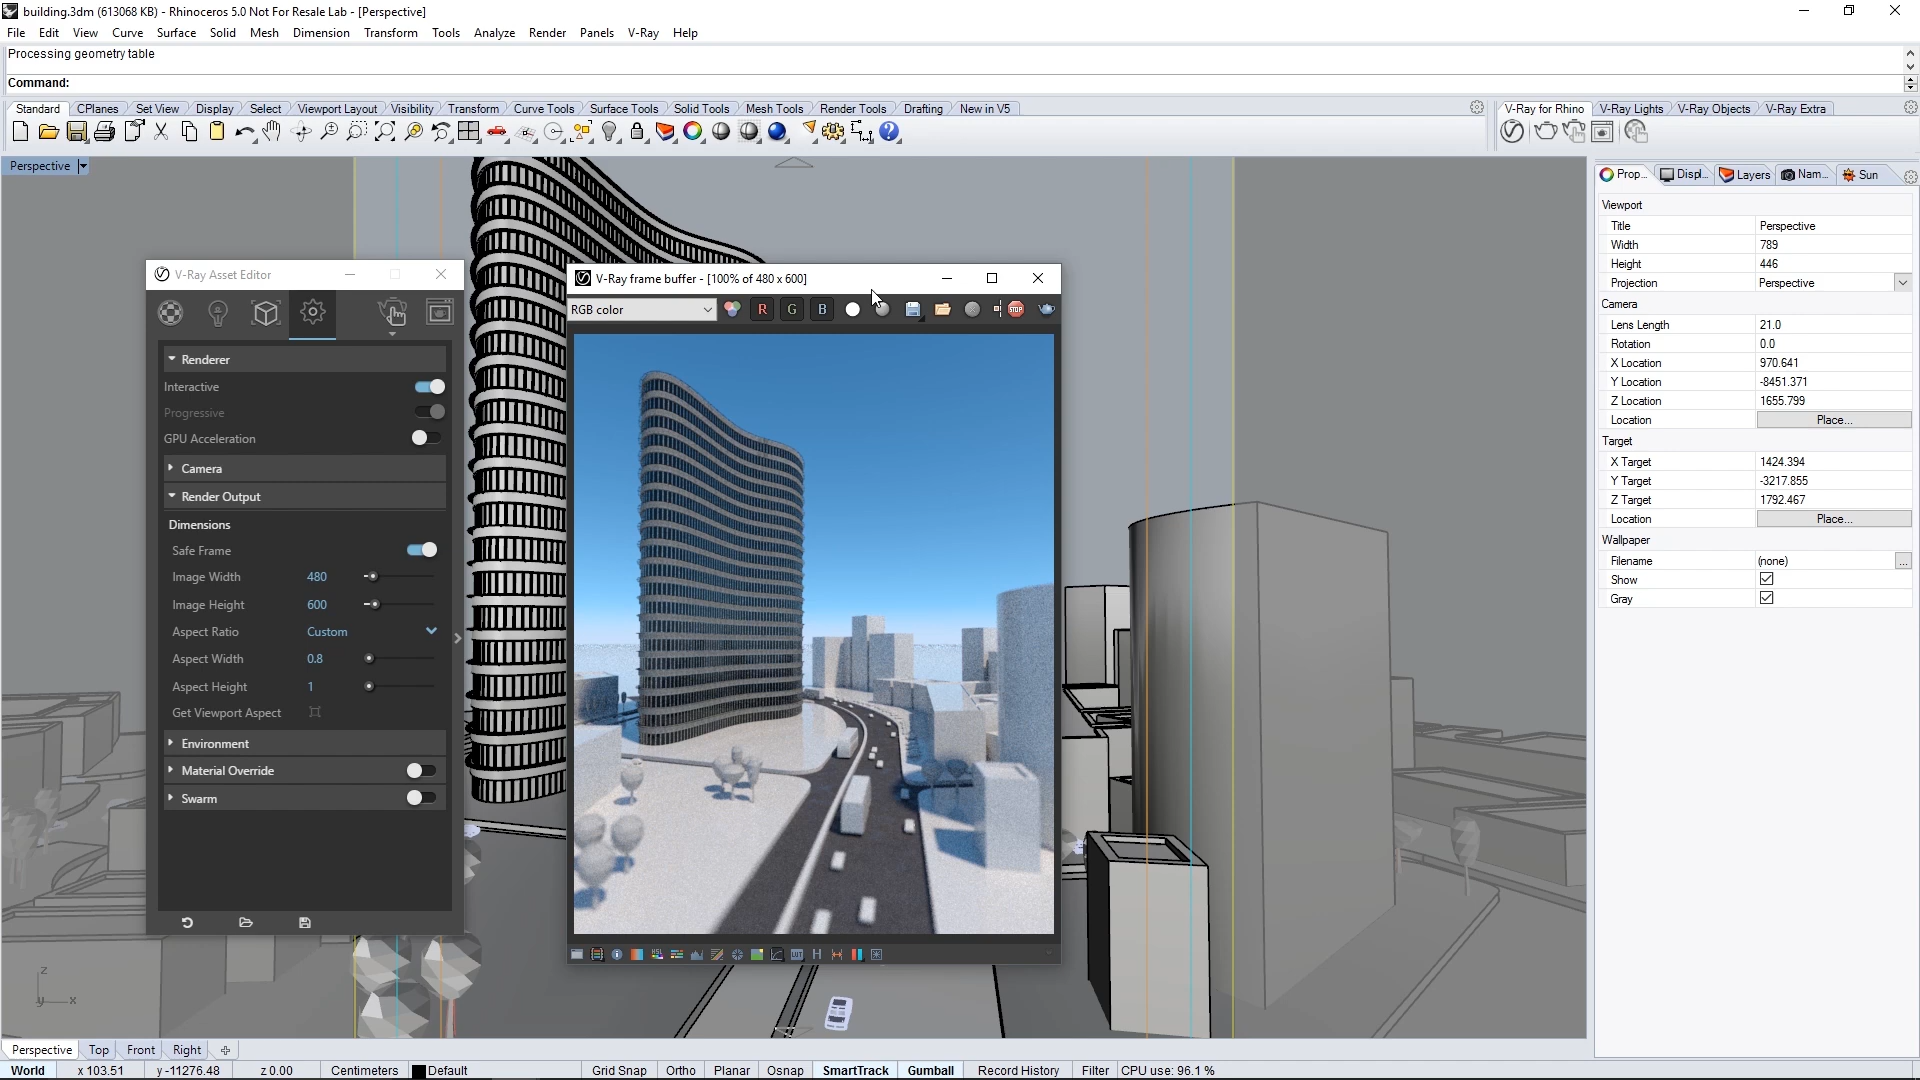 building.3dm (613068 KB) - Rhinoceros 5.0 Not For Resale Lab - [Perspective]
File Edit View Curve Surface Solid Mesh Dimension Transform Tools Analyze Render Panels V-Ray Help
Processing geometry table
Command:
Standard CPlanes Set View Display Select Viewport Layout Visibility Transform Curve Tools Surface Tools Solid Tools Mesh Tools Render Tools Drafting New in V5
V-Ray for Rhino V-Ray Lights V-Ray Objects V-Ray Extra
Perspective
Prop... Displ... Layers Nam... Sun
Viewport
Title Perspective
Width 789
Height 446
Projection Perspective
Camera
Lens Length 21.0
Rotation 0.0
X Location 970.641
Y Location -8451.371
Z Location 1655.799
Location Place...
Target
X Target 1424.394
Y Target -3217.855
Z Target 1792.467
Location Place...
Wallpaper
Filename (none) ...
Show
Gray
V-Ray Asset Editor
Renderer
Interactive
Progressive
GPU Acceleration
Camera
Render Output
Dimensions
Safe Frame
Image Width 480
Image Height 600
Aspect Ratio Custom
Aspect Width 0.8
Aspect Height 1
Get Viewport Aspect
Environment
Material Override
Swarm
V-Ray frame buffer - [100% of 480 x 600]
RGB color R G B STOP
HSL LUT H
z
y x
Perspective Top Front Right
World x 103.51 y -11276.48 z 0.00 Centimeters Default Grid Snap Ortho Planar Osnap SmartTrack Gumball Record History Filter CPU use: 96.1 %